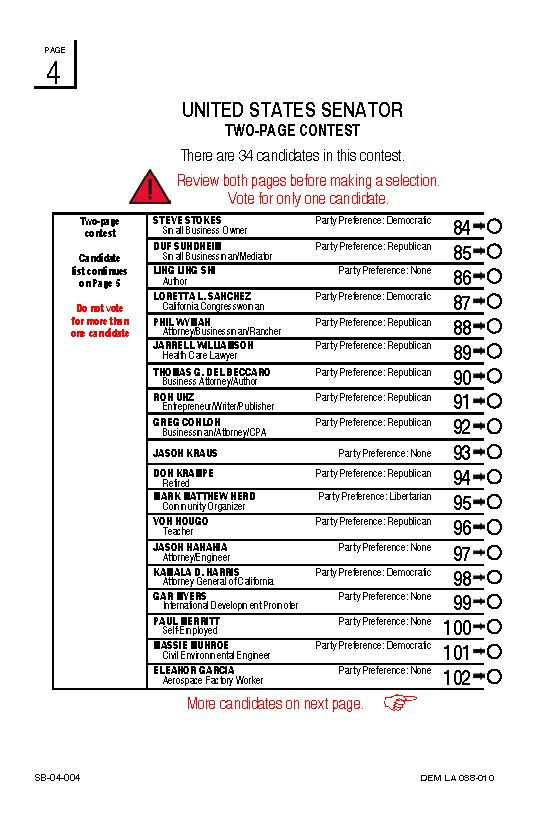 PAGE
4
UNITED STATES SENATOR
TWO-PAGE CONTEST
There are 34 candidates in this contest.
Review both pages before making a selection.
Vote for only one candidate.
Two-page
contest
Candidate
list continues
on Page 5
Do not vote
for more than
one candidate
STEVE STOKES Party Preference: Democratic 84
Small Business Owner
DUF SUNDHEIM Party Preference: Republican 85
Small Businessman/Mediator
LING LING SHI Party Preference: None 86
Author
LORETTA L. SANCHEZ Party Preference: Democratic 87
California Congresswoman
PHIL WYMAN Party Preference: Republican 88
Attorney/Businessman/Rancher
JARRELL WILLIAMSON Party Preference: Republican 89
Health Care Lawyer
THOMAS G. DEL BECCARO Party Preference: Republican 90
Business Attorney/Author
RON UNZ Party Preference: Republican 91
Entrepreneur/Writer/Publisher
GREG CONLON Party Preference: Republican 92
Businessman/Attorney/CPA
JASON KRAUS Party Preference: None 93
DON KRAMPE Party Preference: Republican 94
Retired
MARK MATTHEW HERD Party Preference: Libertarian 95
Community Organizer
VON HOUGO Party Preference: Republican 96
Teacher
JASON HANANIA Party Preference: None 97
Attorney/Engineer
KAMALA D. HARRIS Party Preference: Democratic 98
Attorney General of California
GAR MYERS Party Preference: None 99
International Development Promoter
PAUL MERRITT Party Preference: None 100
Self-Employed
MASSIE MUNROE Party Preference: Democratic 101
Civil Environmental Engineer
ELEANOR GARCIA Party Preference: None 102
Aerospace Factory Worker
More candidates on next page.
SB-04-004
DEM LA 088-010